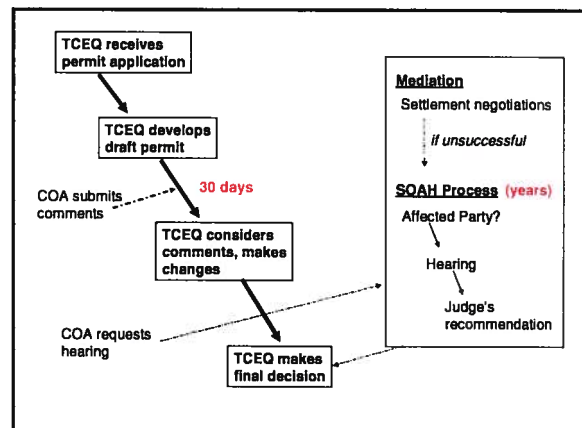 TCEQ receives
permit application
TCEQ develops
draft permit
COA submits
comments
30 days
TCEQ considers
comments, makes
changes
COA requests
hearing
TCEQ makes
final decision
Mediation
Settlement negotiations
if unsuccessful
SOAH Process (years)
Affected Party?
Hearing
Judge's
recommendation